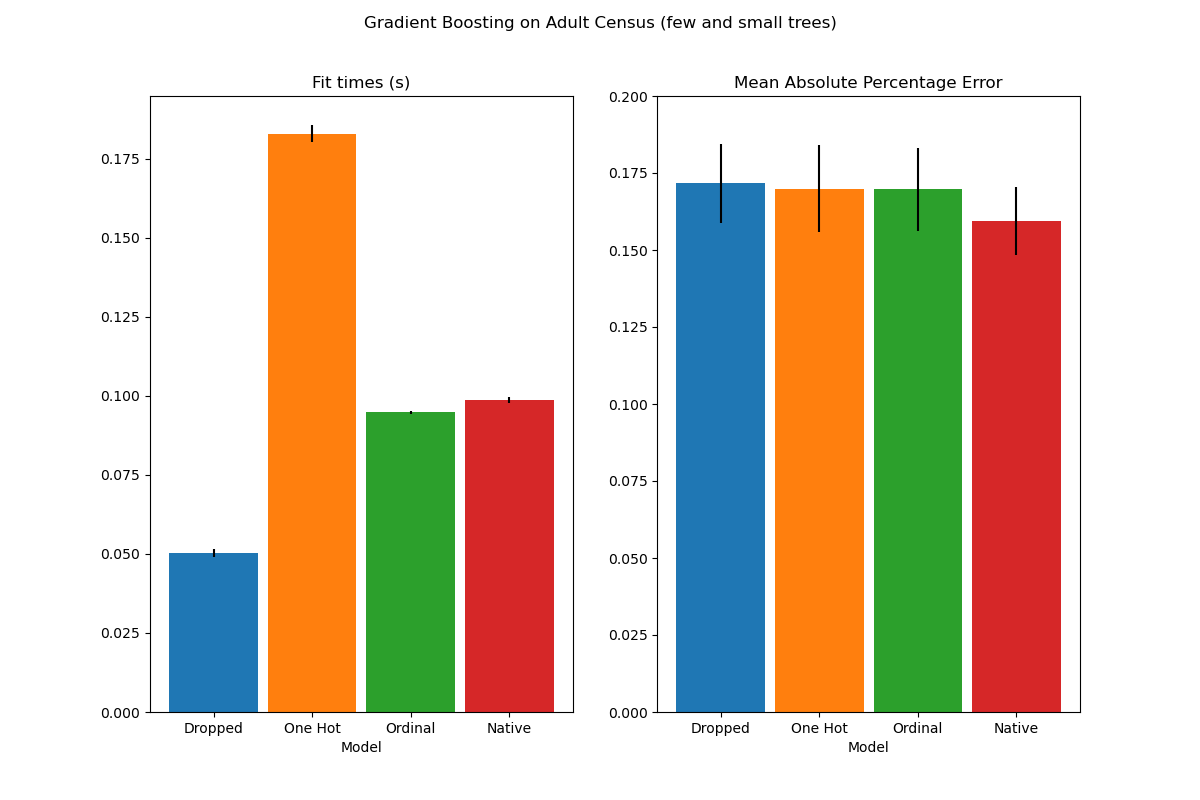 Gradient Boosting on Adult Census (few and small trees)
Fit times (s)
0.175
0.150
0.125
0.100
0.075
0.050
0.025
0.000
Dropped One Hot Ordinal Native
Model
Mean Absolute Percentage Error
0.200
0.175
0.150
0.125
0.100
0.075
0.050
0.025
0.000
Dropped One Hot Ordinal Native
Model